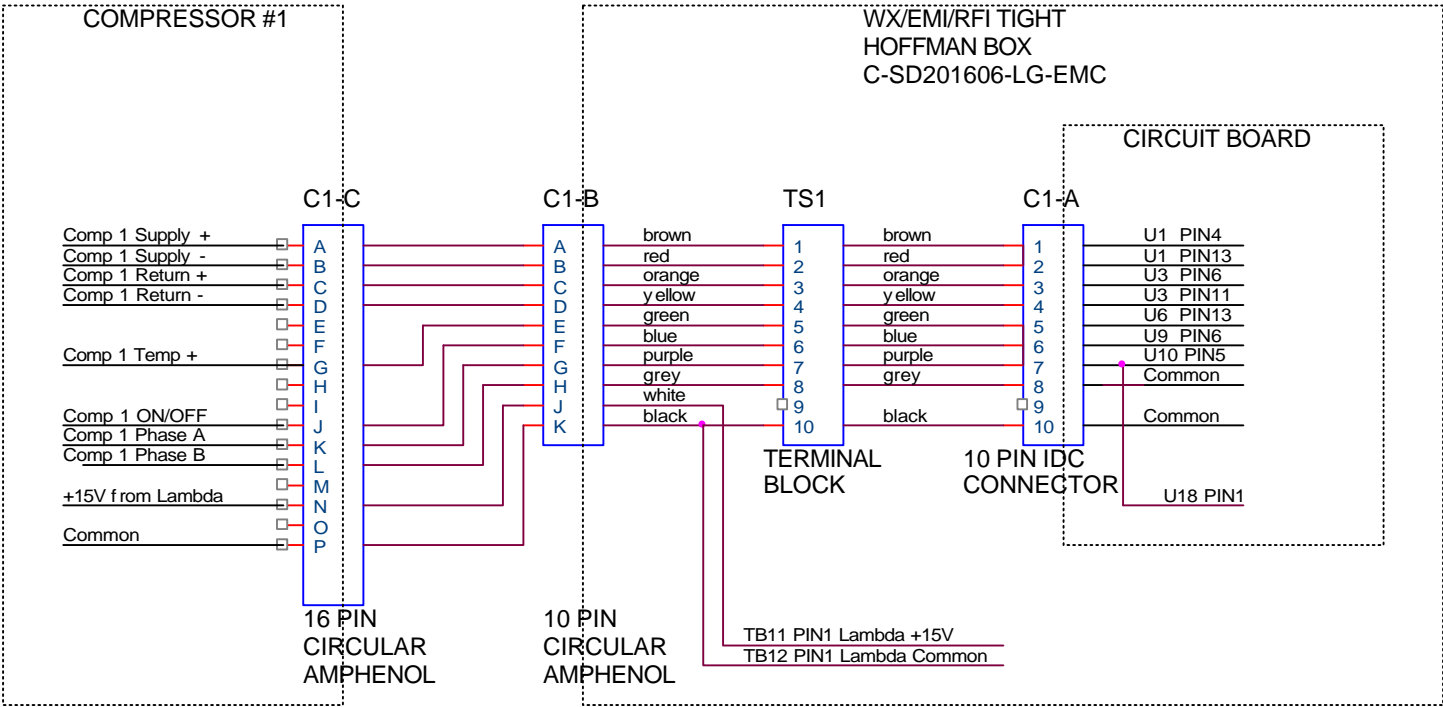 COMPRESSOR #1
WX/EMI/RFI TIGHT
HOFFMAN BOX
C-SD201606-LG-EMC
CIRCUIT BOARD
C1-C
C1-B
TS1
C1-A
Comp 1 Supply +
Comp 1 Supply -
Comp 1 Return +
Comp 1 Return -
Comp 1 Temp +
Comp 1 ON/OFF
Comp 1 Phase A
Comp 1 Phase B
+15V from Lambda
Common
A
B
C
D
E
F
G
H
I
J
K
L
M
N
O
P
16 PIN
CIRCULAR
AMPHENOL
A
B
C
D
E
F
G
H
J
K
10 PIN
CIRCULAR
AMPHENOL
brown
red
orange
yellow
green
blue
purple
grey
white
black
1
2
3
4
5
6
7
8
9
10
TERMINAL
BLOCK
brown
red
orange
yellow
green
blue
purple
grey
black
1
2
3
4
5
6
7
8
9
10
10 PIN IDC
CONNECTOR
U1 PIN4
U1 PIN13
U3 PIN6
U3 PIN11
U6 PIN13
U9 PIN6
U10 PIN5
Common
Common
U18 PIN1
TB11 PIN1 Lambda +15V
TB12 PIN1 Lambda Common